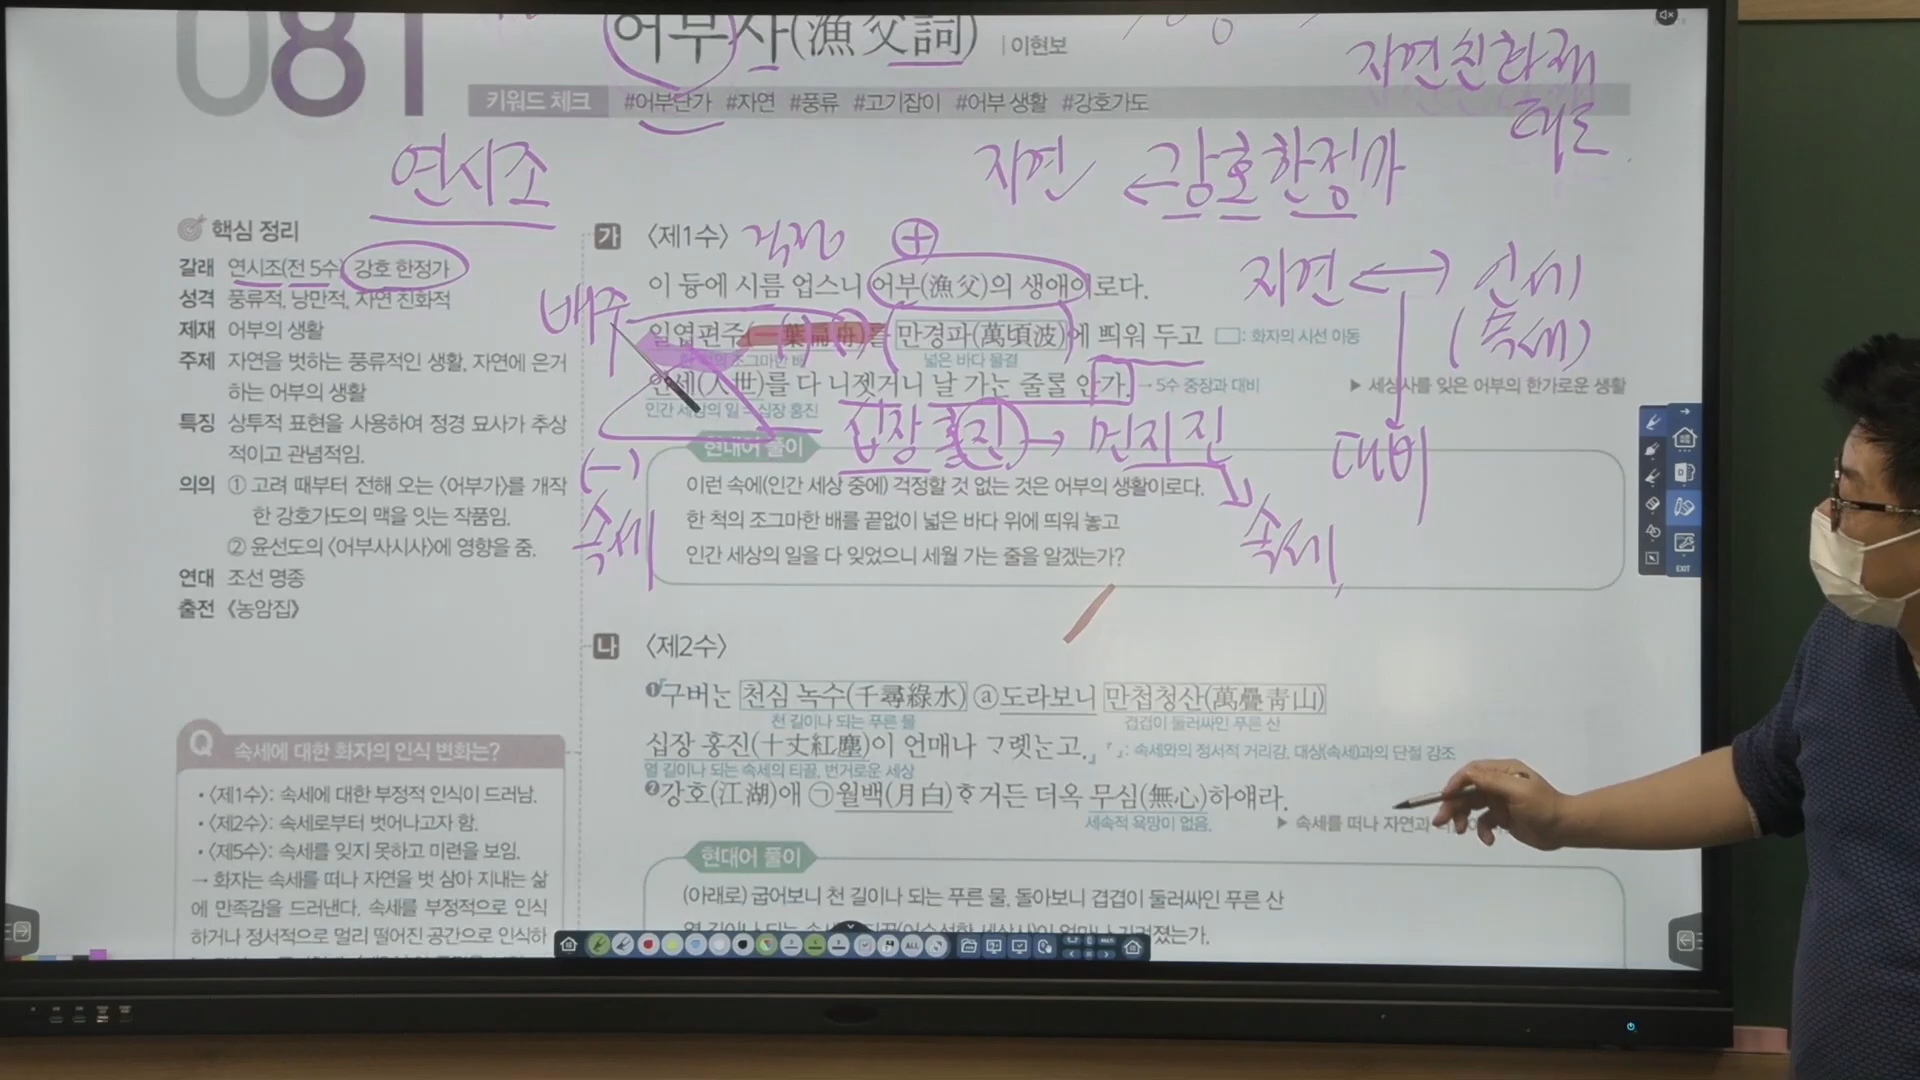 081
어부사(漁父詞) | 이현보
자연친화적
태도
키워드 체크 #어부단가 #자연 #풍류 #고기잡이 #어부 생활 #강호가도
연시조
자연 ← 강호한정가
핵심 정리
갈래 연시조(전 5수), 강호 한정가
성격 풍류적, 낭만적, 자연 친화적
제재 어부의 생활
주제 자연을 벗하는 풍류적인 생활, 자연에 은거
하는 어부의 생활
특징 상투적 표현을 사용하여 정경 묘사가 추상
적이고 관념적임.
의의 ① 고려 때부터 전해 오는 〈어부가〉를 개작
한 강호가도의 맥을 잇는 작품임.
② 윤선도의 〈어부사시사〉에 영향을 줌.
연대 조선 명종
출전 《농암집》
Q 속세에 대한 화자의 인식 변화는?
• 〈제1수〉: 속세에 대한 부정적 인식이 드러남.
• 〈제2수〉: 속세로부터 벗어나고자 함.
• 〈제5수〉: 속세를 잊지 못하고 미련을 보임.
→ 화자는 속세를 떠나 자연을 벗 삼아 지내는 삶
에 만족감을 드러낸다. 속세를 부정적으로 인식
하거나 정서적으로 멀리 떨어진 공간으로 인식하
가 〈제1수〉 걱정 +
이 듕에 시름 업스니 어부(漁父)의 생애이로다.
자연 ↔ 인세
(속세)
대비
일엽편주(一葉扁舟)를 만경파(萬頃波)에 띄워 두고 □: 화자의 시선 이동
한 척의 조그마한 배 넓은 바다 물결
인세(人世)를 다 니젯거니 날 가는 줄롤 안가. → 5수 중장과 대비 ▶ 세상사를 잊은 어부의 한가로운 생활
인간 세상의 일 = 십장 홍진
십장 홍진 → 먼지 진
속세
(−)
속세
현대어 풀이
이런 속에(인간 세상 중에) 걱정할 것 없는 것은 어부의 생활이로다.
한 척의 조그마한 배를 끝없이 넓은 바다 위에 띄워 놓고
인간 세상의 일을 다 잊었으니 세월 가는 줄을 알겠는가?
나 〈제2수〉
❶「구버는 천심 녹수(千尋綠水) ⓐ도라보니 만첩청산(萬疊靑山)
천 길이나 되는 푸른 물 겹겹이 둘러싸인 푸른 산
십장 홍진(十丈紅塵)이 언매나 ᄀ렛는고.」 「 」: 속세와의 정서적 거리감, 대상(속세)과의 단절 강조
열 길이나 되는 속세의 티끌, 번거로운 세상
❷강호(江湖)애 ㉠월백(月白)ᄒ거든 더옥 무심(無心)하얘라.
세속적 욕망이 없음. ▶ 속세를 떠나 자연과
현대어 풀이
(아래로) 굽어보니 천 길이나 되는 푸른 물, 돌아보니 겹겹이 둘러싸인 푸른 산
EXIT
ALL